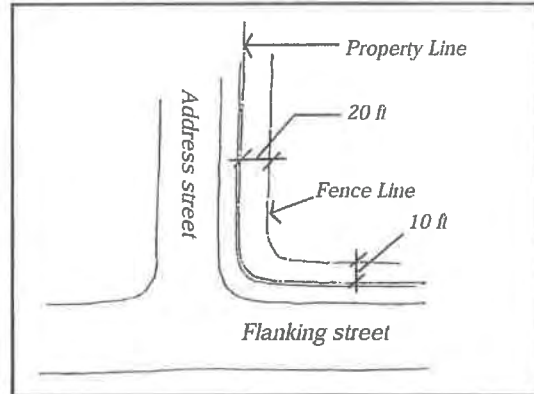 Property Line
20 ft
Address street
Fence Line
10 ft
Flanking street